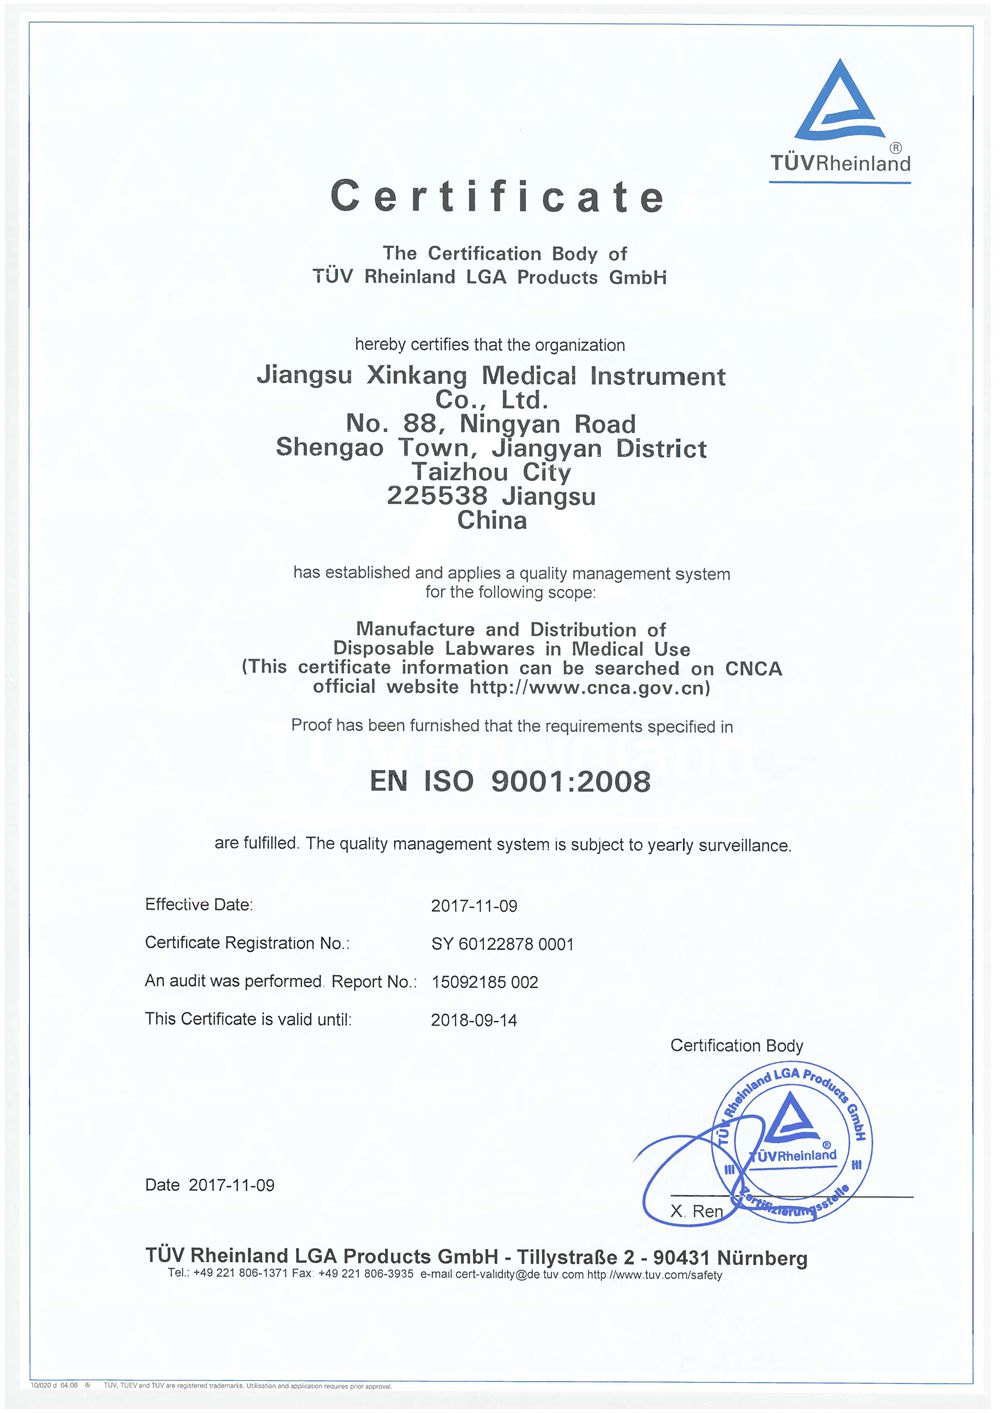 TÜVRheinland®
Certificate
The Certification Body of
TÜV Rheinland LGA Products GmbH
hereby certifies that the organization
Jiangsu Xinkang Medical Instrument
Co., Ltd.
No. 88, Ningyan Road
Shengao Town, Jiangyan District
Taizhou City
225538 Jiangsu
China
has established and applies a quality management system
for the following scope:
Manufacture and Distribution of
Disposable Labwares in Medical Use
(This certificate information can be searched on CNCA
official website http://www.cnca.gov.cn)
Proof has been furnished that the requirements specified in
TÜVRheinland
EN ISO 9001:2008
are fulfilled. The quality management system is subject to yearly surveillance.
Effective Date: 2017-11-09
Certificate Registration No.: SY 60122878 0001
An audit was performed. Report No.: 15092185 002
This Certificate is valid until: 2018-09-14
Certification Body
TÜV Rheinland LGA Products GmbH
TÜVRheinland®
Zertifizierungsstelle
Date 2017-11-09
X. Ren
TÜV Rheinland LGA Products GmbH - Tillystraße 2 - 90431 Nürnberg
Tel.: +49 221 806-1371 Fax: +49 221 806-3935 e-mail cert-validity@de tuv com http //www.tuv.com/safety
10/020 d 04.08 ® TÜV, TUEV and TUV are registered trademarks. Utilisation and application requires prior approval.